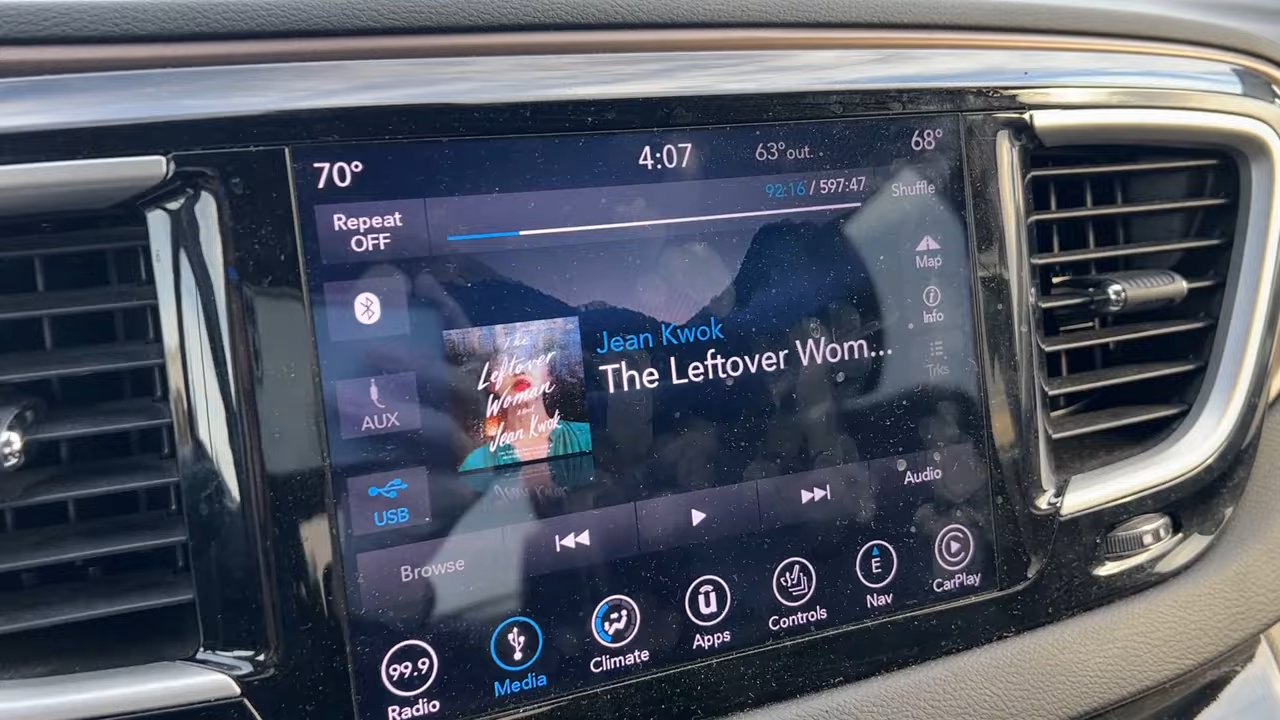 70°
4:07
63°out.
68°
92:16 / 597:47
Repeat
OFF
Shuffle
Map
Info
Trks
AUX
USB
The
Leftover
Woman
Jean Kwok
Jean Kwok
The Leftover Wom...
Audio
Browse
99.9
Radio
Media
Climate
Apps
Controls
E
Nav
CarPlay